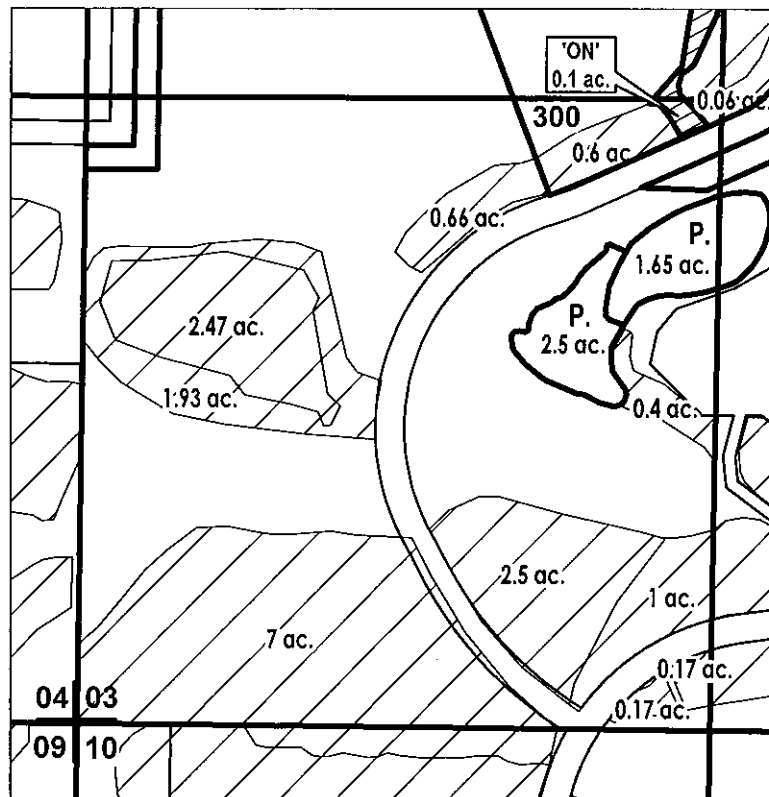 'ON'
0.1 ac.
0.06 ac.
300
0.6 ac
0.66 ac.
P.
1.65 ac.
2.47 ac.
P.
2.5 ac.
1.93 ac.
0.4 ac.
2.5 ac.
1 ac.
7 ac.
0.17 ac.
04 03
0.17 ac.
09 10